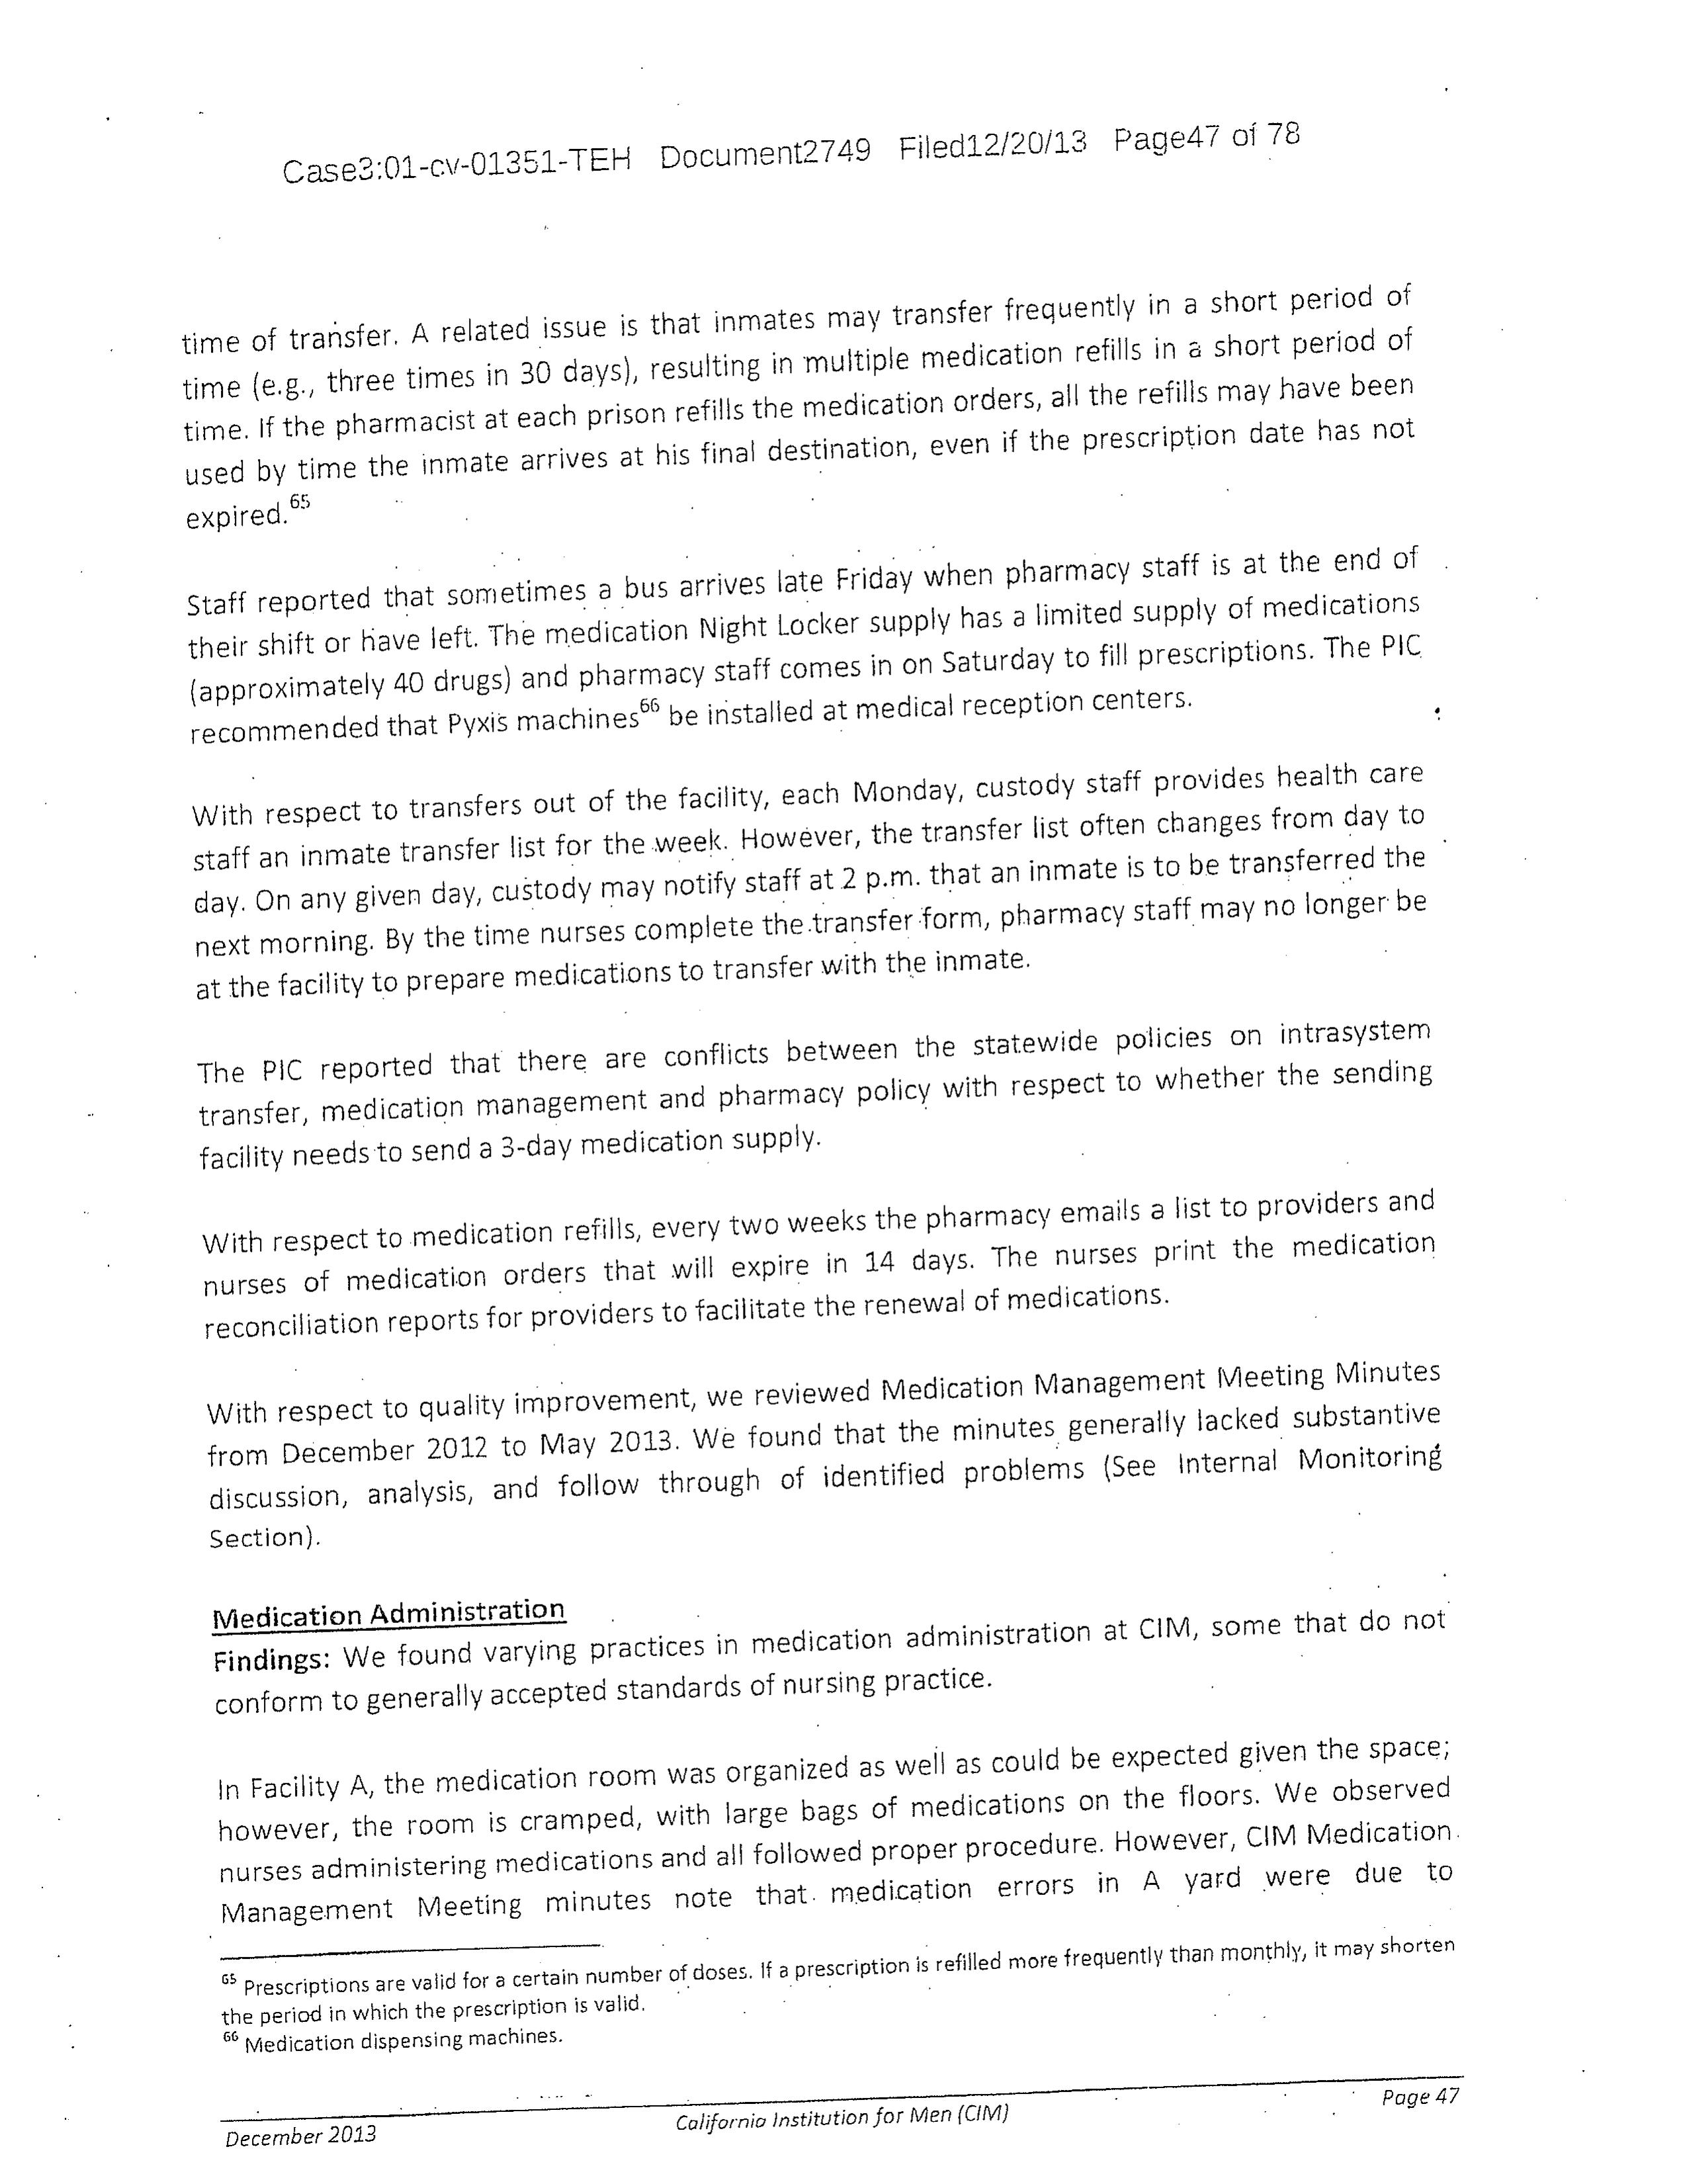 Case3:01-cv-01351-TEH Document2749 Filed12/20/13 Page47 of 78
time of transfer. A related issue is that inmates may transfer frequently in a short period of
time (e.g., three times in 30 days), resulting in multiple medication refills in a short period of
time. If the pharmacist at each prison refills the medication orders, all the refills may have been
used by time the inmate arrives at his final destination, even if the prescription date has not
expired.65
Staff reported that sometimes a bus arrives late Friday when pharmacy staff is at the end of
their shift or have left. The medication Night Locker supply has a limited supply of medications
(approximately 40 drugs) and pharmacy staff comes in on Saturday to fill prescriptions. The PIC
recommended that Pyxis machines66 be installed at medical reception centers.
With respect to transfers out of the facility, each Monday, custody staff provides health care
staff an inmate transfer list for the week. However, the transfer list often changes from day to
day. On any given day, custody may notify staff at 2 p.m. that an inmate is to be transferred the
next morning. By the time nurses complete the transfer form, pharmacy staff may no longer be
at the facility to prepare medications to transfer with the inmate.
The PIC reported that there are conflicts between the statewide policies on intrasystem
transfer, medication management and pharmacy policy with respect to whether the sending
facility needs to send a 3-day medication supply.
With respect to medication refills, every two weeks the pharmacy emails a list to providers and
nurses of medication orders that will expire in 14 days. The nurses print the medication
reconciliation reports for providers to facilitate the renewal of medications.
With respect to quality improvement, we reviewed Medication Management Meeting Minutes
from December 2012 to May 2013. We found that the minutes generally lacked substantive
discussion, analysis, and follow through of identified problems (See Internal Monitoring
Section).
Medication Administration
Findings: We found varying practices in medication administration at CIM, some that do not
conform to generally accepted standards of nursing practice.
In Facility A, the medication room was organized as well as could be expected given the space;
however, the room is cramped, with large bags of medications on the floors. We observed
nurses administering medications and all followed proper procedure. However, CIM Medication
Management Meeting minutes note that medication errors in A yard were due to
65 Prescriptions are valid for a certain number of doses. If a prescription is refilled more frequently than monthly, it may shorten
the period in which the prescription is valid.
66 Medication dispensing machines.
December 2013 California Institution for Men (CIM) Page 47